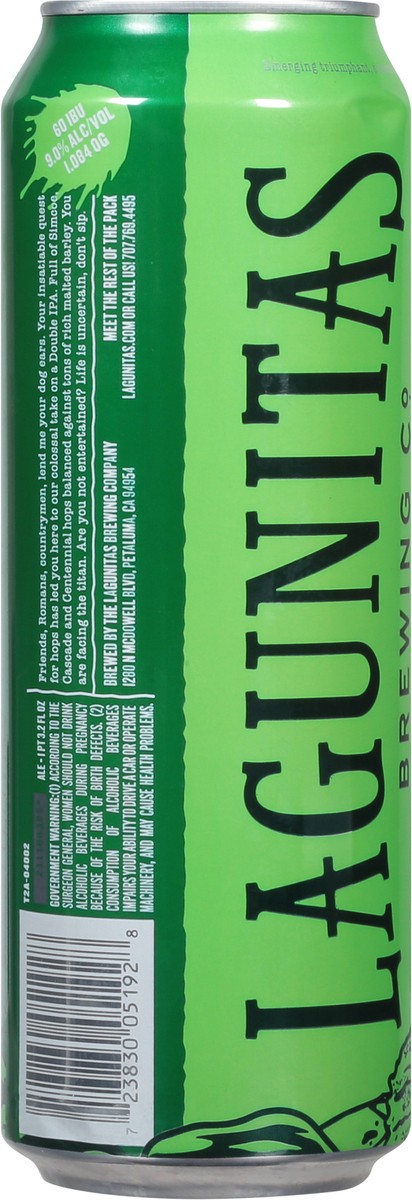 60 IBU
9.0% ALC/VOL
1.084 OG
Friends, Romans, countrymen, lend me your dog ears. Your insatiable quest
for hops has led you here to our colossal take on a Double IPA. Full of Simcoe,
Cascade and Centennial hops balanced against tons of rich malted barley. You
are facing the titan. Are you not entertained? Life is uncertain, don't sip.
BREWED BY THE LAGUNITAS BREWING COMPANY
1280 N MCDOWELL BLVD, PETALUMA, CA 94954
MEET THE REST OF THE PACK
LAGUNITAS.COM OR CALL US! 707.769.4495
T2A-04002
ALE - 1 PT 3.2 FL OZ
GOVERNMENT WARNING:(1) ACCORDING TO THE
SURGEON GENERAL, WOMEN SHOULD NOT DRINK
ALCOHOLIC BEVERAGES DURING PREGNANCY
BECAUSE OF THE RISK OF BIRTH DEFECTS. (2)
CONSUMPTION OF ALCOHOLIC BEVERAGES
IMPAIRS YOUR ABILITY TO DRIVE A CAR OR OPERATE
MACHINERY, AND MAY CAUSE HEALTH PROBLEMS.
7 23830 05192 8
Emerging triumphant,
LAGUNITAS
BREWING Co